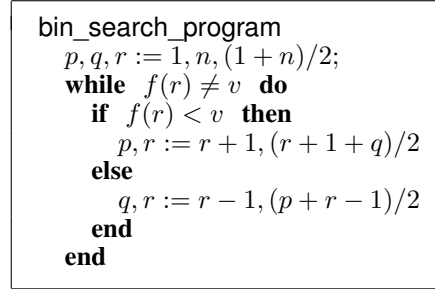 bin_search_program
p, q, r := 1, n, (1 + n)/2;
while f(r) ≠ v do
if f(r) < v then
p, r := r + 1, (r + 1 + q)/2
else
q, r := r − 1, (p + r − 1)/2
end
end